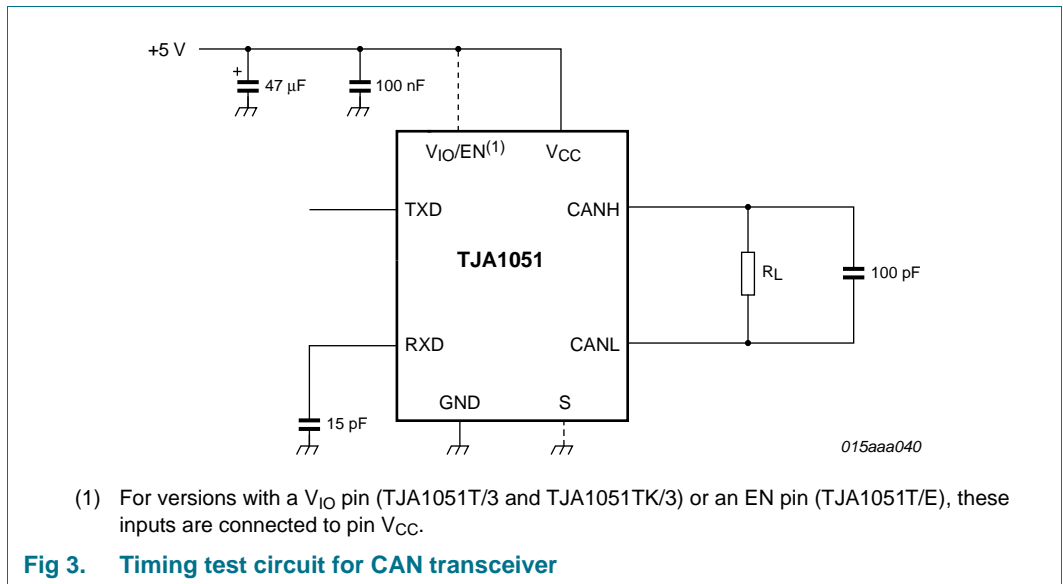 +5 V
+
47 μF
100 nF
VIO/EN(1)
VCC
TXD
CANH
TJA1051
RL
100 pF
RXD
CANL
GND
S
15 pF
015aaa040
(1) For versions with a VIO pin (TJA1051T/3 and TJA1051TK/3) or an EN pin (TJA1051T/E), these
inputs are connected to pin VCC.
Fig 3. Timing test circuit for CAN transceiver